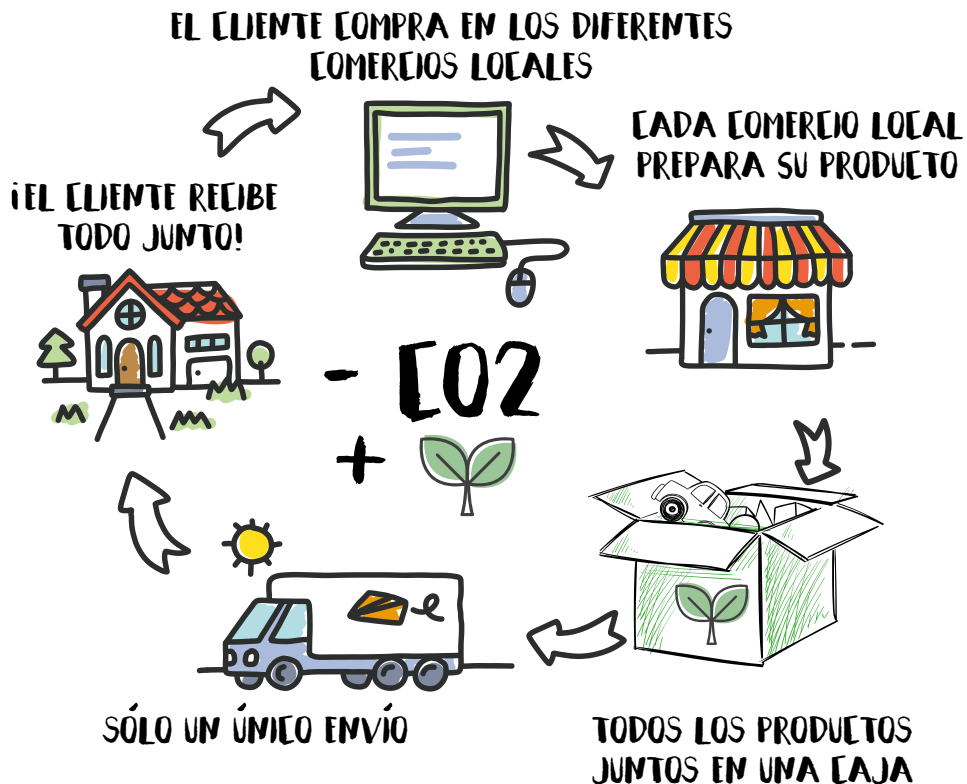 EL CLIENTE COMPRA EN LOS DIFERENTES
COMERCIOS LOCALES
CADA COMERCIO LOCAL
PREPARA SU PRODUCTO
¡EL CLIENTE RECIBE
TODO JUNTO!
- CO2
+
SÓLO UN ÚNICO ENVÍO
TODOS LOS PRODUCTOS
JUNTOS EN UNA CAJA